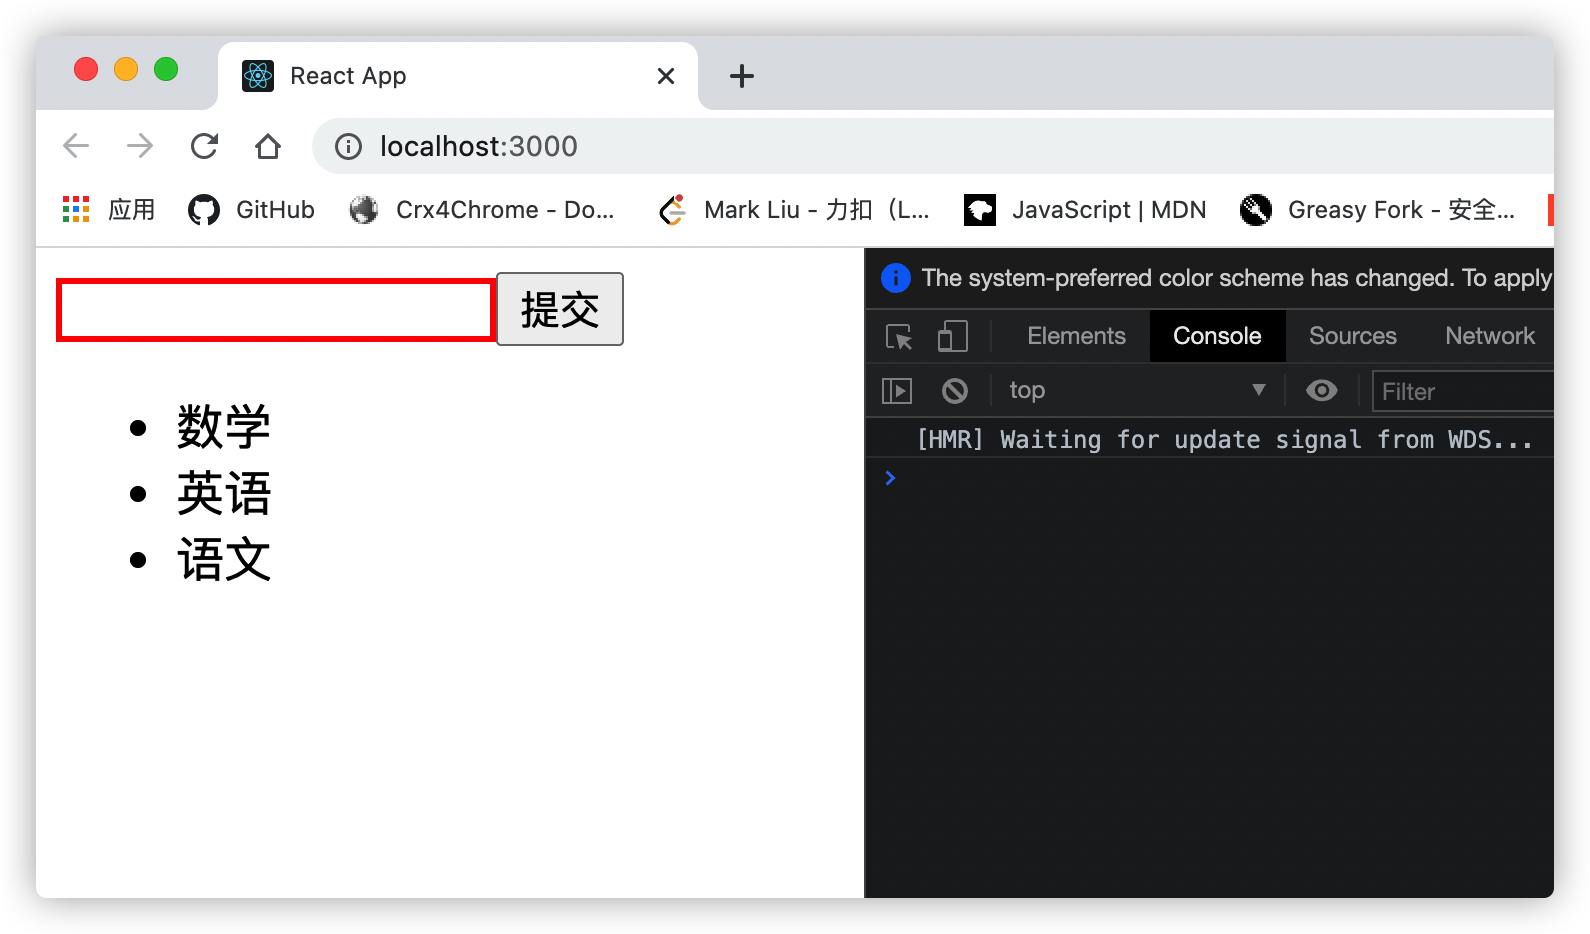 React App
localhost:3000
应用 GitHub Crx4Chrome - Do... Mark Liu - 力扣（L... JavaScript | MDN Greasy Fork - 安全...
提交
数学
英语
语文
The system-preferred color scheme has changed. To apply
Elements Console Sources Network
top Filter
[HMR] Waiting for update signal from WDS...